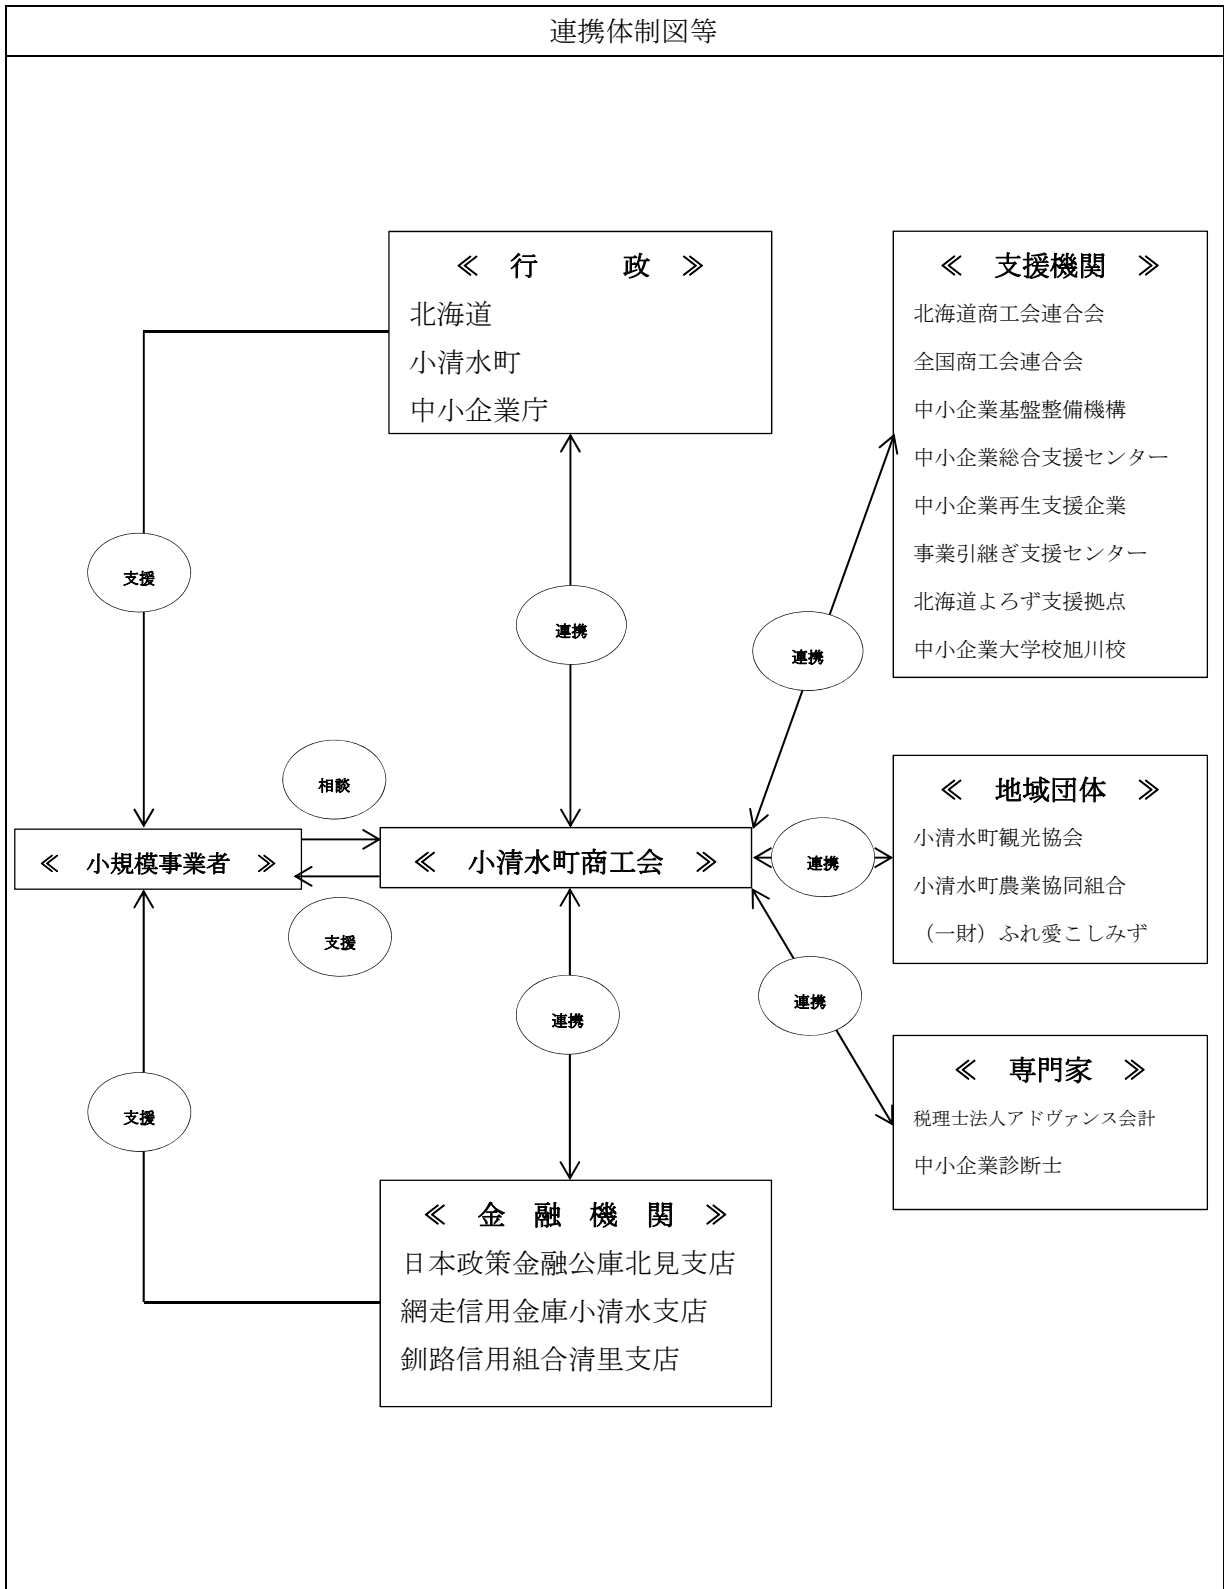 連携体制図等
≪ 行 政 ≫
北海道
小清水町
中小企業庁
≪ 支援機関 ≫
北海道商工会連合会
全国商工会連合会
中小企業基盤整備機構
中小企業総合支援センター
中小企業再生支援企業
事業引継ぎ支援センター
北海道よろず支援拠点
中小企業大学校旭川校
支援
連携
連携
相談
≪ 小規模事業者 ≫
≪ 小清水町商工会 ≫
連携
≪ 地域団体 ≫
小清水町観光協会
小清水町農業協同組合
（一財）ふれ愛こしみず
支援
連携
連携
≪ 専門家 ≫
税理士法人アドヴァンス会計
中小企業診断士
支援
≪ 金 融 機 関 ≫
日本政策金融公庫北見支店
網走信用金庫小清水支店
釧路信用組合清里支店